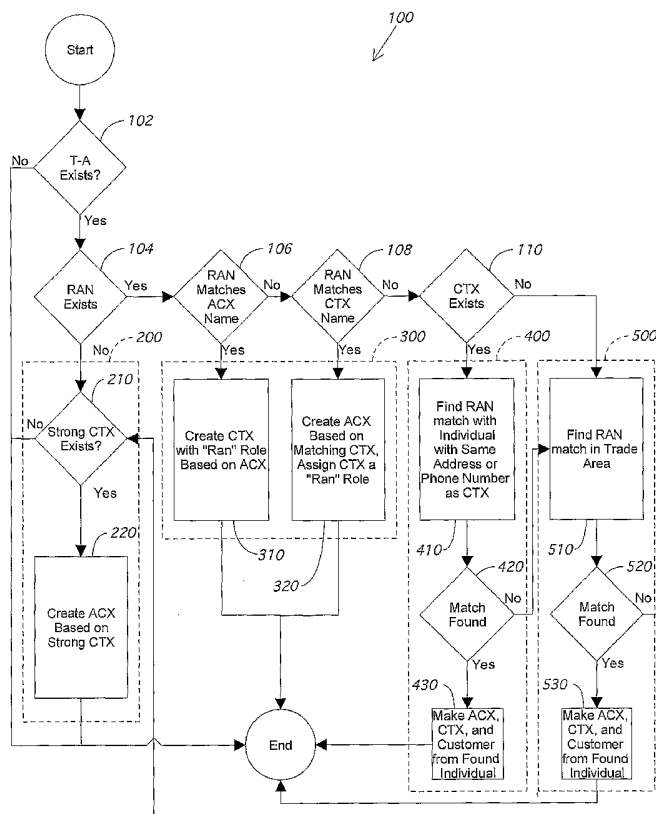 100
Start
102
T-A
Exists?
No
Yes
104
RAN
Exists
Yes
No
106
RAN
Matches
ACX
Name
No
Yes
108
RAN
Matches
CTX
Name
No
Yes
110
CTX
Exists
No
Yes
200
210
Strong CTX
Exists?
No
Yes
220
Create ACX
Based on
Strong CTX
300
Create CTX
with "Ran" Role
Based on ACX
310
Create ACX
Based on
Matching CTX,
Assign CTX a
"Ran" Role
320
400
Find RAN
match with
Individual
with Same
Address or
Phone Number
as CTX
410
420
Match
Found
No
Yes
430
Make ACX,
CTX, and
Customer
from Found
Individual
500
Find RAN
match in Trade
Area
510
520
Match
Found
No
Yes
530
Make ACX,
CTX, and
Customer
from Found
Individual
End